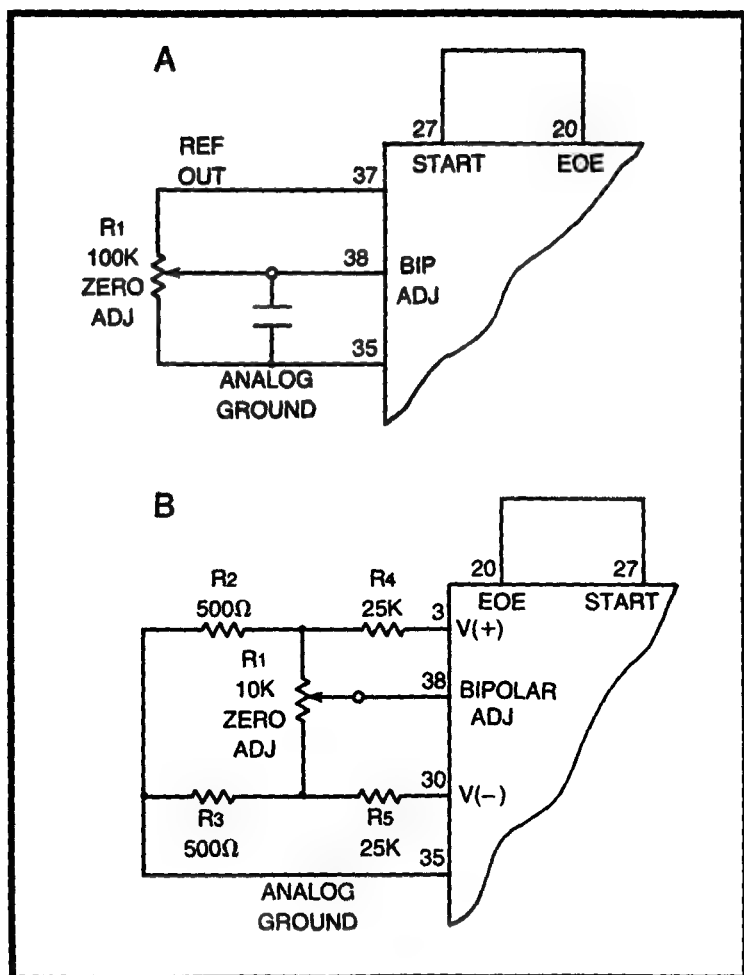 A
27
20
START
EOE
REF
OUT
37
R1
100K
ZERO
ADJ
38
BIP
ADJ
35
ANALOG
GROUND
B
20
27
EOE
START
R2
500Ω
R4
25K
3
V(+)
R1
10K
ZERO
ADJ
38
BIPOLAR
ADJ
30
V(−)
R3
500Ω
R5
25K
35
ANALOG
GROUND